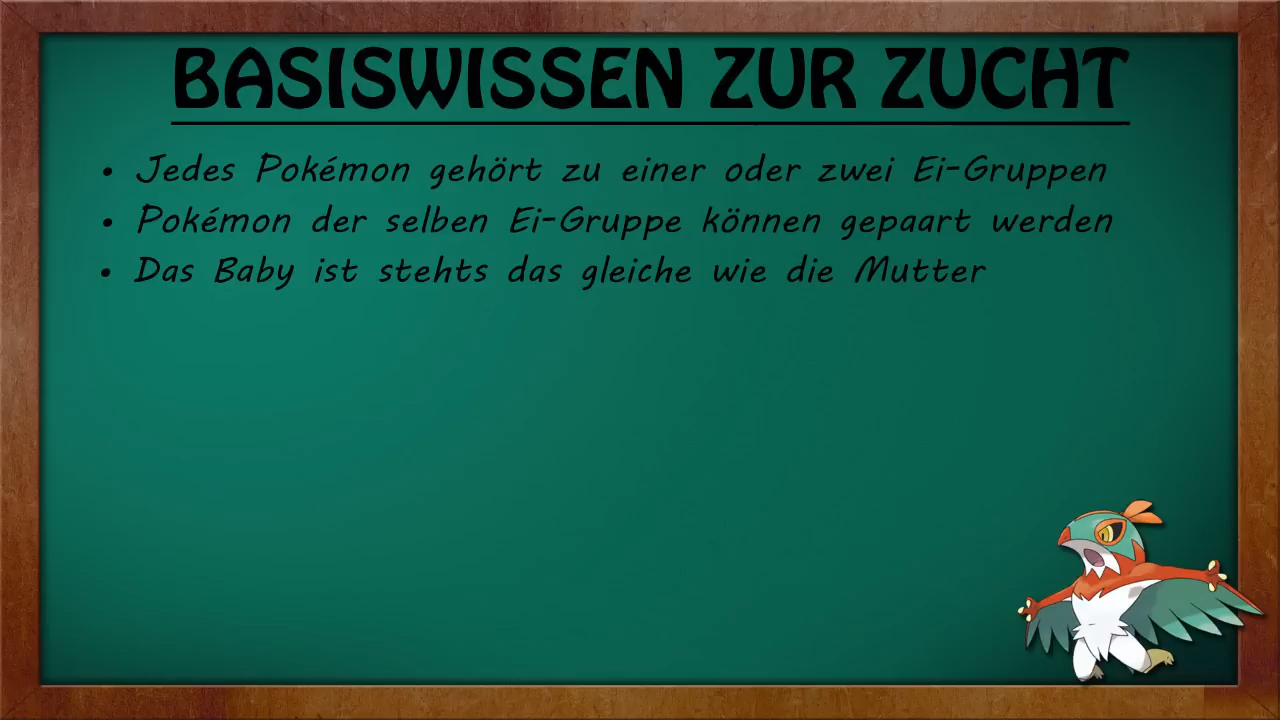 BASISWISSEN ZUR ZUCHT
• Jedes Pokémon gehört zu einer oder zwei Ei-Gruppen
• Pokémon der selben Ei-Gruppe können gepaart werden
• Das Baby ist stehts das gleiche wie die Mutter